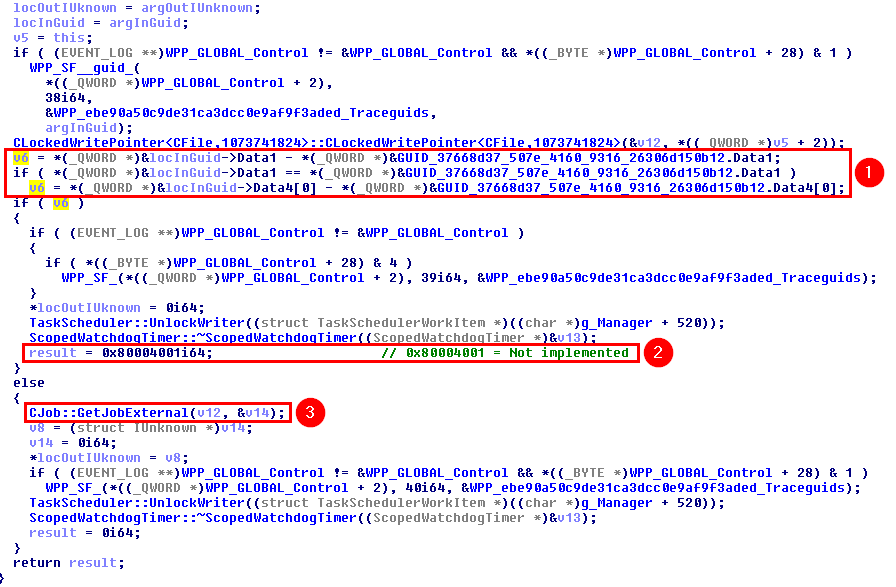 locOutIUknown = argOutIUnknown;
locInGuid = argInGuid;
v5 = this;
if ( (EVENT_LOG **)WPP_GLOBAL_Control != &WPP_GLOBAL_Control && *((_BYTE *)WPP_GLOBAL_Control + 28) & 1 )
WPP_SF__guid_(
*((_QWORD *)WPP_GLOBAL_Control + 2),
38i64,
&WPP_ebe90a50c9de31ca3dcc0e9af9f3aded_Traceguids,
argInGuid);
CLockedWritePointer<CFile,1073741824>::CLockedWritePointer<CFile,1073741824>(&v12, *((_QWORD *)v5 + 2));
v6 = *(_QWORD *)&locInGuid->Data1 - *(_QWORD *)&GUID_37668d37_507e_4160_9316_26306d150b12.Data1;
if ( *(_QWORD *)&locInGuid->Data1 == *(_QWORD *)&GUID_37668d37_507e_4160_9316_26306d150b12.Data1 )
v6 = *(_QWORD *)&locInGuid->Data4[0] - *(_QWORD *)&GUID_37668d37_507e_4160_9316_26306d150b12.Data4[0];
1
if ( v6 )
{
if ( (EVENT_LOG **)WPP_GLOBAL_Control != &WPP_GLOBAL_Control )
{
if ( *((_BYTE *)WPP_GLOBAL_Control + 28) & 4 )
WPP_SF_(*((_QWORD *)WPP_GLOBAL_Control + 2), 39i64, &WPP_ebe90a50c9de31ca3dcc0e9af9f3aded_Traceguids);
}
*locOutIUknown = 0i64;
TaskScheduler::UnlockWriter((struct TaskSchedulerWorkItem *)((char *)g_Manager + 520));
ScopedWatchdogTimer::~ScopedWatchdogTimer((ScopedWatchdogTimer *)&v13);
result = 0x80004001i64; // 0x80004001 = Not implemented
2
}
else
{
CJob::GetJobExternal(v12, &v14);
3
v8 = (struct IUnknown *)v14;
v14 = 0i64;
*locOutIUknown = v8;
if ( (EVENT_LOG **)WPP_GLOBAL_Control != &WPP_GLOBAL_Control && *((_BYTE *)WPP_GLOBAL_Control + 28) & 1 )
WPP_SF_(*((_QWORD *)WPP_GLOBAL_Control + 2), 40i64, &WPP_ebe90a50c9de31ca3dcc0e9af9f3aded_Traceguids);
TaskScheduler::UnlockWriter((struct TaskSchedulerWorkItem *)((char *)g_Manager + 520));
ScopedWatchdogTimer::~ScopedWatchdogTimer((ScopedWatchdogTimer *)&v13);
result = 0i64;
}
return result;
}